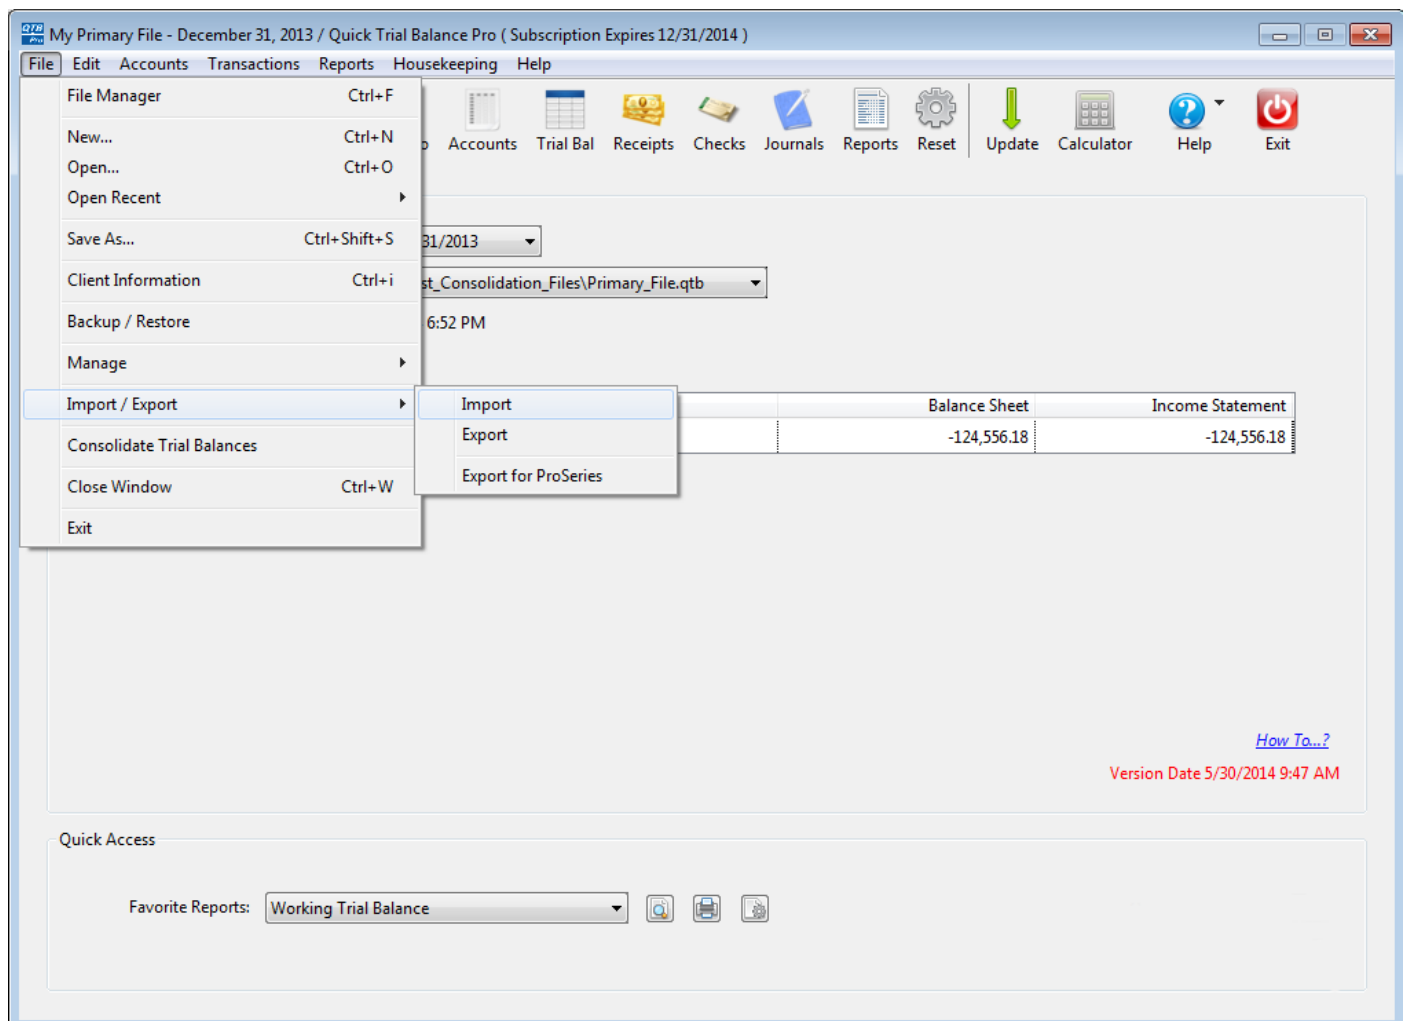 QTB Pro My Primary File - December 31, 2013 / Quick Trial Balance Pro ( Subscription Expires 12/31/2014 )
File Edit Accounts Transactions Reports Housekeeping Help
File Manager Ctrl+F
New... Ctrl+N
Open... Ctrl+O
Open Recent
Save As... Ctrl+Shift+S
Client Information Ctrl+i
Backup / Restore
Manage
Import / Export
Consolidate Trial Balances
Close Window Ctrl+W
Exit
Import
Export
Export for ProSeries
Accounts Trial Bal Receipts Checks Journals Reports Reset Update Calculator Help Exit
31/2013
st_Consolidation_Files\Primary_File.qtb
6:52 PM
Balance Sheet Income Statement
-124,556.18 -124,556.18
How To...?
Version Date 5/30/2014 9:47 AM
Quick Access
Favorite Reports: Working Trial Balance